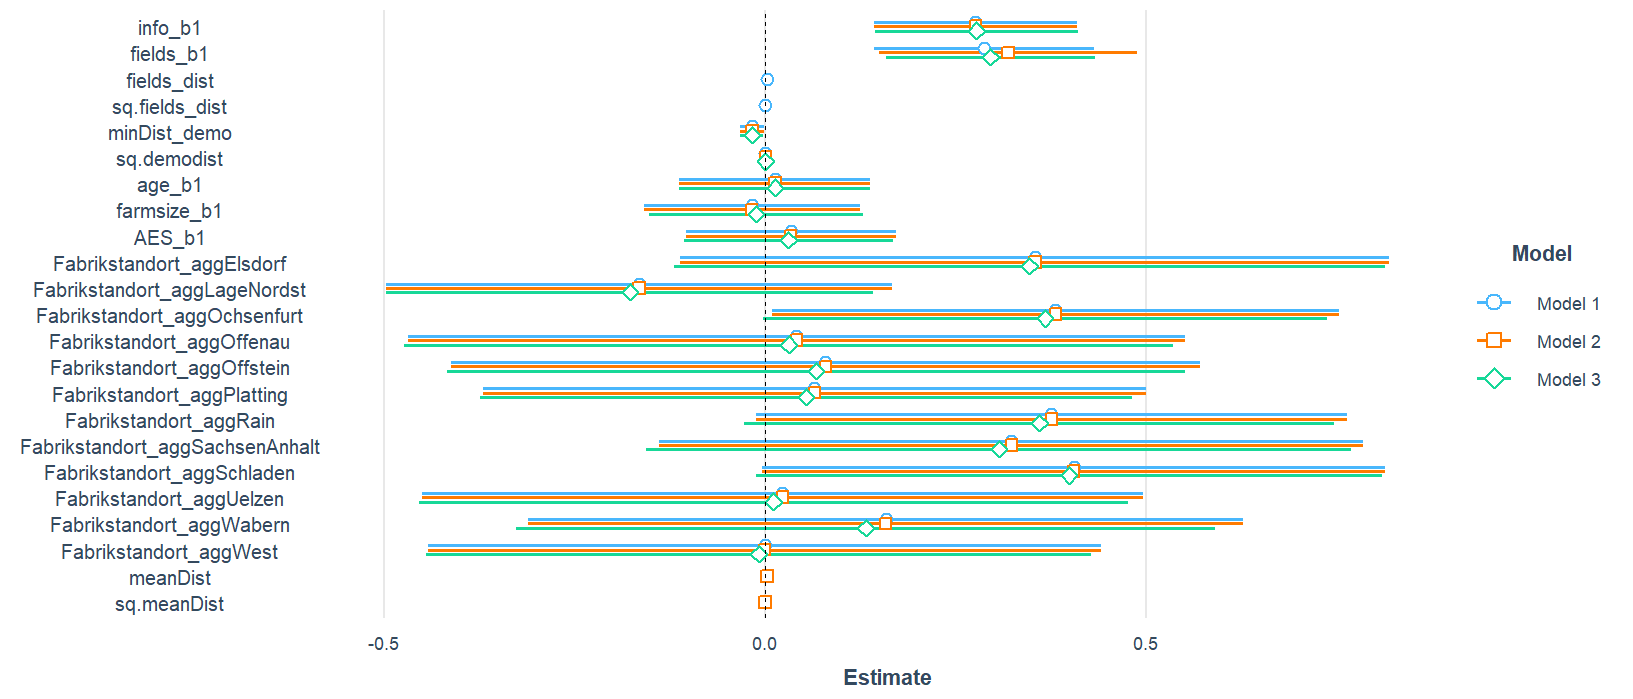 info_b1
fields_b1
fields_dist
sq.fields_dist
minDist_demo
sq.demodist
age_b1
farmsize_b1
AES_b1
Fabrikstandort_aggElsdorf
Fabrikstandort_aggLageNordst
Fabrikstandort_aggOchsenfurt
Fabrikstandort_aggOffenau
Fabrikstandort_aggOffstein
Fabrikstandort_aggPlatting
Fabrikstandort_aggRain
Fabrikstandort_aggSachsenAnhalt
Fabrikstandort_aggSchladen
Fabrikstandort_aggUelzen
Fabrikstandort_aggWabern
Fabrikstandort_aggWest
meanDist
sq.meanDist
-0.5
0.0
0.5
Estimate
Model
Model 1
Model 2
Model 3